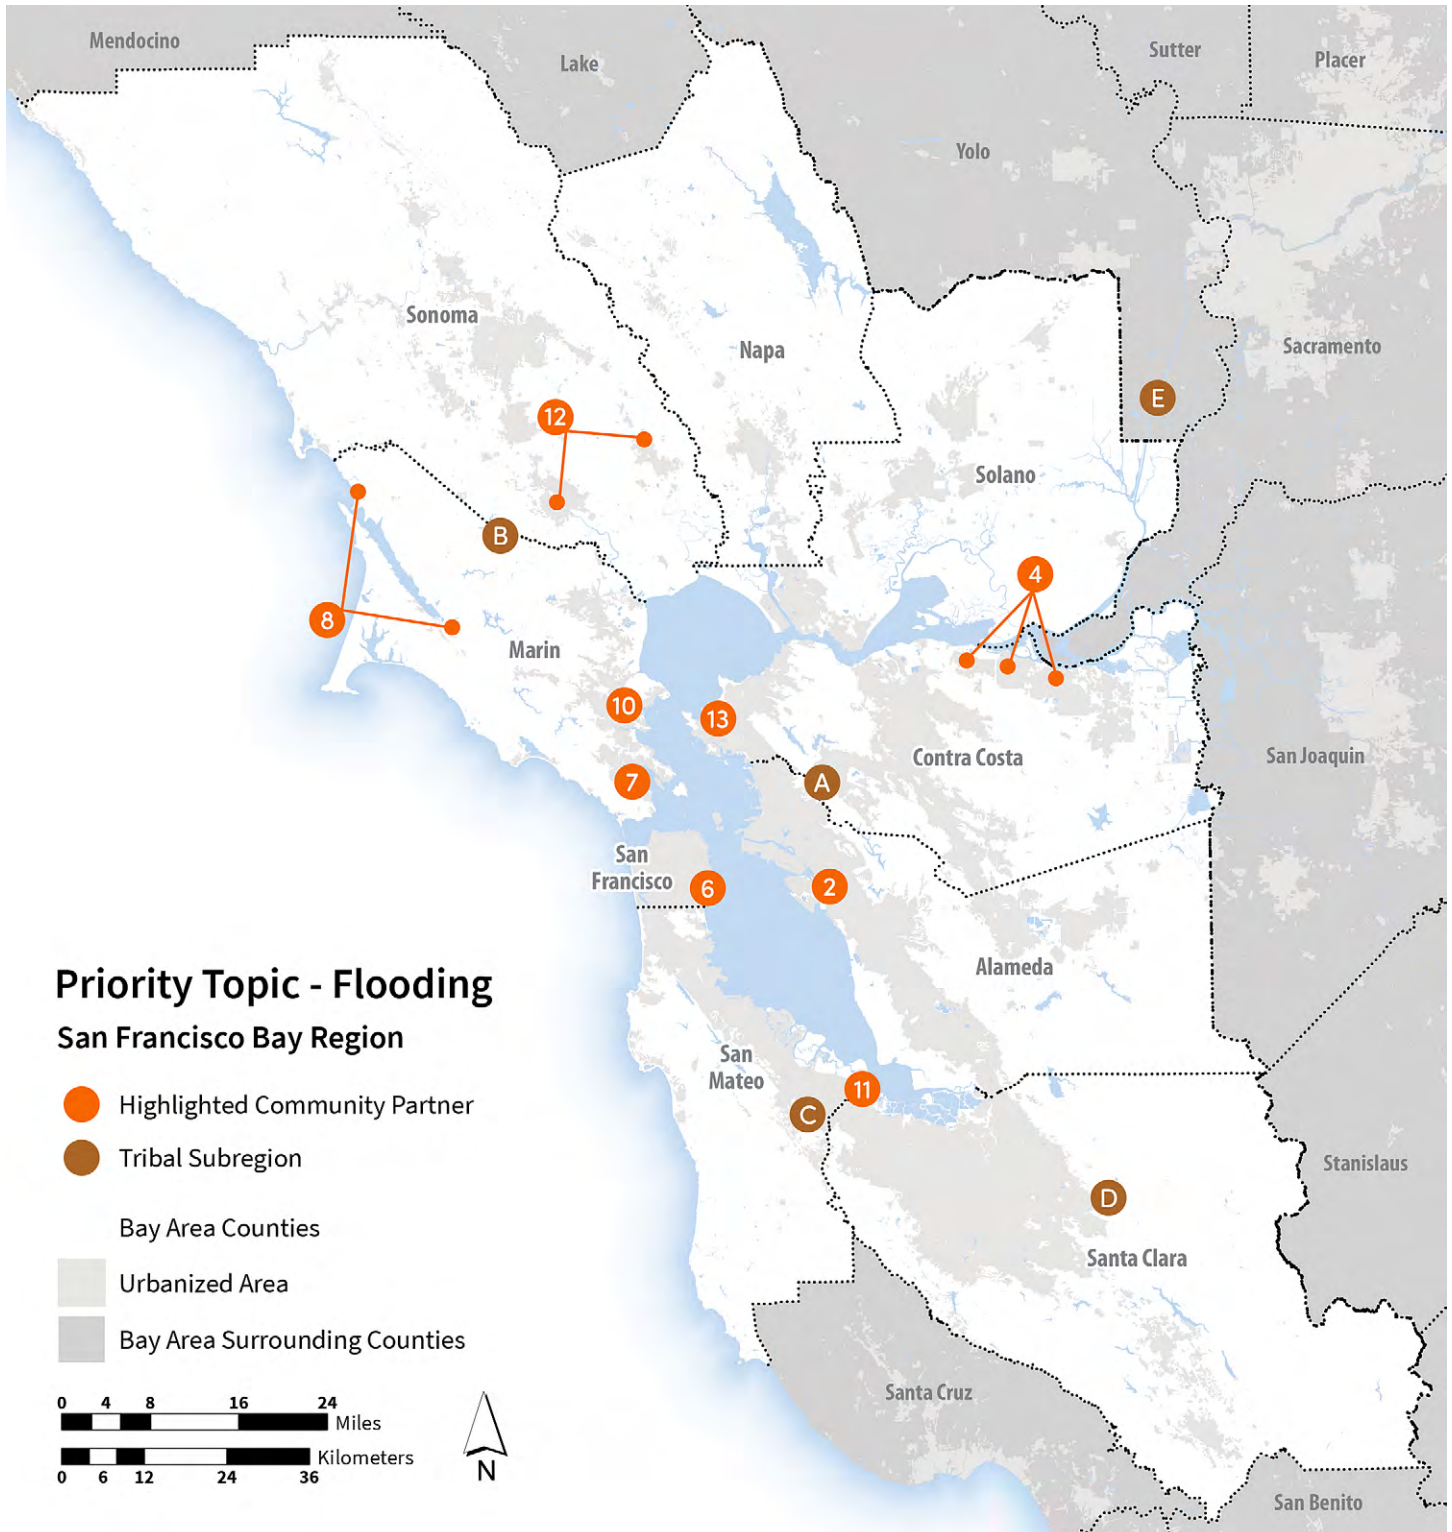 Mendocino
Lake
Sutter
Placer
Yolo
Sonoma
Napa
Sacramento
E
12
Solano
B
4
8
Marin
10
13
Contra Costa
San Joaquin
7
A
San
Francisco
6
2
Alameda
Priority Topic - Flooding
San Francisco Bay Region
San
Mateo
11
C
Highlighted Community Partner
Tribal Subregion
Stanislaus
D
Santa Clara
Bay Area Counties
Urbanized Area
Bay Area Surrounding Counties
Santa Cruz
0 4 8 16 24
Miles
Kilometers
0 6 12 24 36
N
San Benito